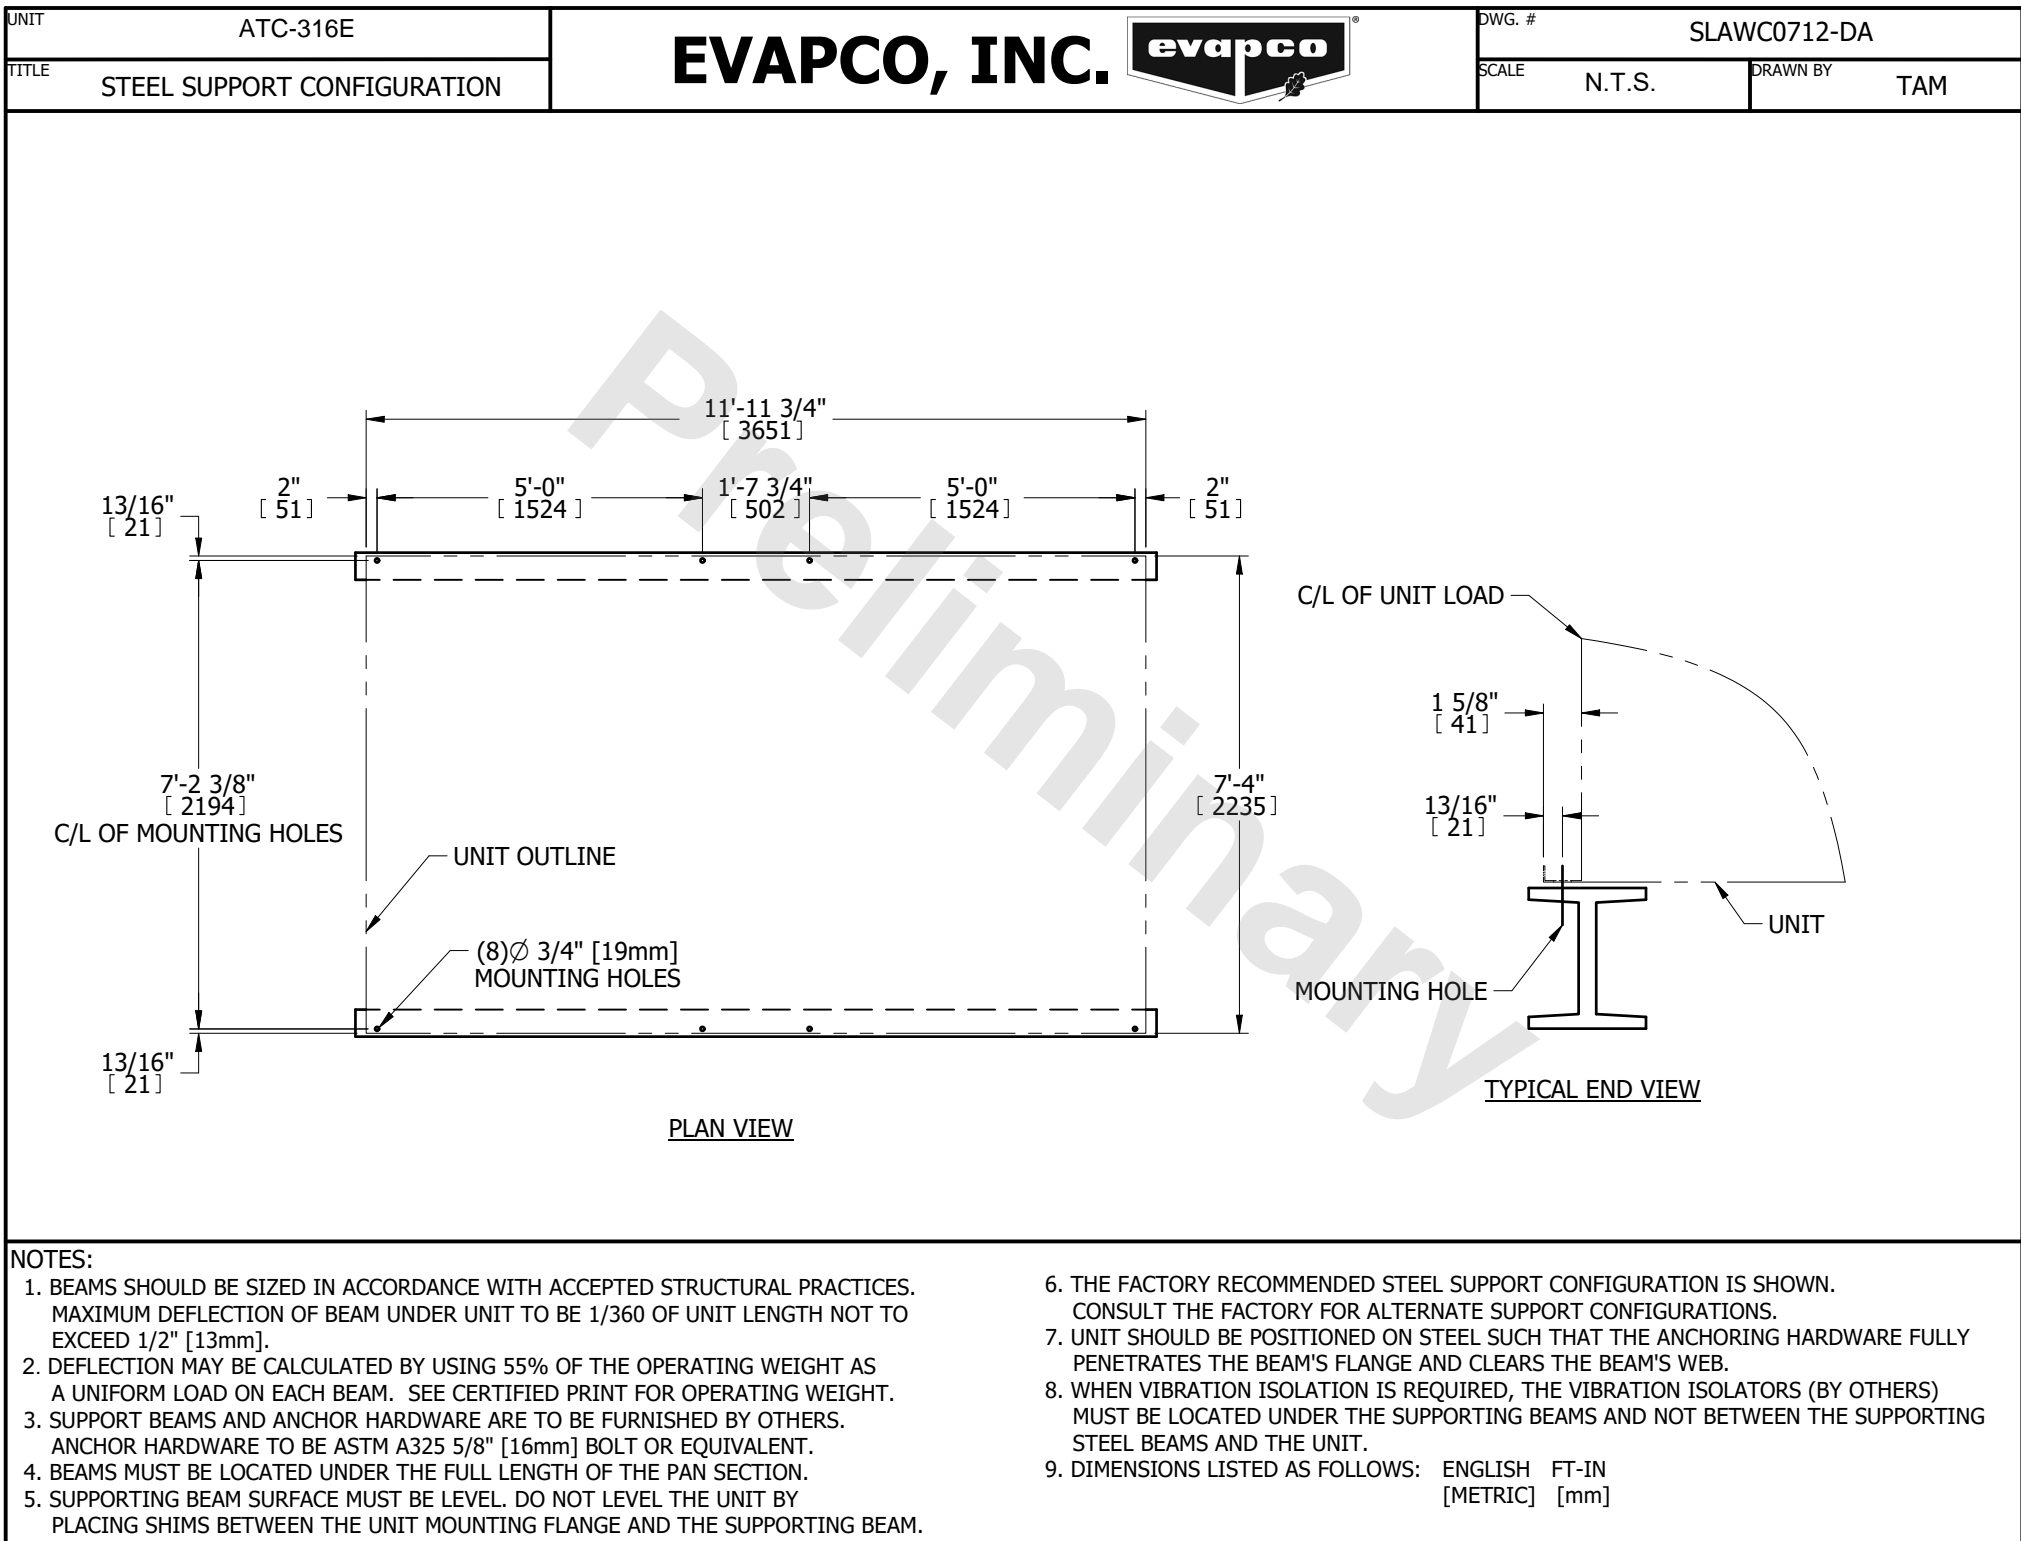 UNIT
ATC-316E
TITLE
STEEL SUPPORT CONFIGURATION
EVAPCO, INC.
evapco
®
DWG. #
SLAWC0712-DA
SCALE
N.T.S.
DRAWN BY
TAM
Preliminary
11'-11 3/4"
[ 3651]
13/16"
[ 21]
2"
[ 51]
5'-0"
[ 1524 ]
1'-7 3/4"
[ 502 ]
5'-0"
[ 1524]
2"
[ 51]
7'-2 3/8"
[ 2194]
C/L OF MOUNTING HOLES
UNIT OUTLINE
(8)∅ 3/4" [19mm]
MOUNTING HOLES
7'-4"
[ 2235]
13/16"
[ 21]
PLAN VIEW
C/L OF UNIT LOAD
1 5/8"
[ 41]
13/16"
[ 21]
UNIT
MOUNTING HOLE
TYPICAL END VIEW
NOTES:
1. BEAMS SHOULD BE SIZED IN ACCORDANCE WITH ACCEPTED STRUCTURAL PRACTICES.
MAXIMUM DEFLECTION OF BEAM UNDER UNIT TO BE 1/360 OF UNIT LENGTH NOT TO
EXCEED 1/2" [13mm].
2. DEFLECTION MAY BE CALCULATED BY USING 55% OF THE OPERATING WEIGHT AS
A UNIFORM LOAD ON EACH BEAM. SEE CERTIFIED PRINT FOR OPERATING WEIGHT.
3. SUPPORT BEAMS AND ANCHOR HARDWARE ARE TO BE FURNISHED BY OTHERS.
ANCHOR HARDWARE TO BE ASTM A325 5/8" [16mm] BOLT OR EQUIVALENT.
4. BEAMS MUST BE LOCATED UNDER THE FULL LENGTH OF THE PAN SECTION.
5. SUPPORTING BEAM SURFACE MUST BE LEVEL. DO NOT LEVEL THE UNIT BY
PLACING SHIMS BETWEEN THE UNIT MOUNTING FLANGE AND THE SUPPORTING BEAM.
6. THE FACTORY RECOMMENDED STEEL SUPPORT CONFIGURATION IS SHOWN.
CONSULT THE FACTORY FOR ALTERNATE SUPPORT CONFIGURATIONS.
7. UNIT SHOULD BE POSITIONED ON STEEL SUCH THAT THE ANCHORING HARDWARE FULLY
PENETRATES THE BEAM'S FLANGE AND CLEARS THE BEAM'S WEB.
8. WHEN VIBRATION ISOLATION IS REQUIRED, THE VIBRATION ISOLATORS (BY OTHERS)
MUST BE LOCATED UNDER THE SUPPORTING BEAMS AND NOT BETWEEN THE SUPPORTING
STEEL BEAMS AND THE UNIT.
9. DIMENSIONS LISTED AS FOLLOWS: ENGLISH FT-IN
[METRIC] [mm]